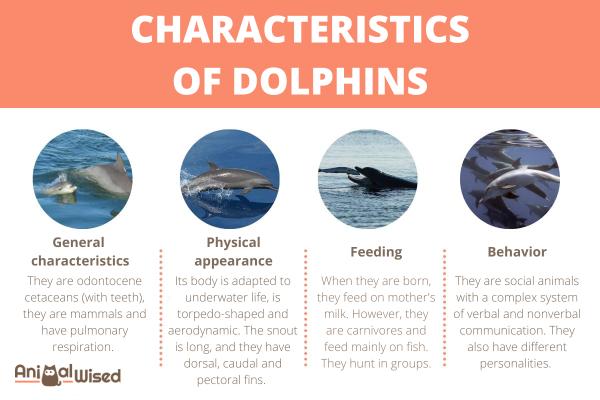 CHARACTERISTICS
OF DOLPHINS
General
characteristics
They are odontocene
cetaceans (with teeth),
they are mammals and
have pulmonary
respiration.
Physical
appearance
Its body is adapted to
underwater life, is
torpedo-shaped and
aerodynamic. The snout
is long, and they have
dorsal, caudal and
pectoral fins.
Feeding
When they are born,
they feed on mother's
milk. However, they
are carnivores and
feed mainly on fish.
They hunt in groups.
Behavior
They are social animals
with a complex system
of verbal and nonverbal
communication. They
also have different
personalities.
Animal Wised